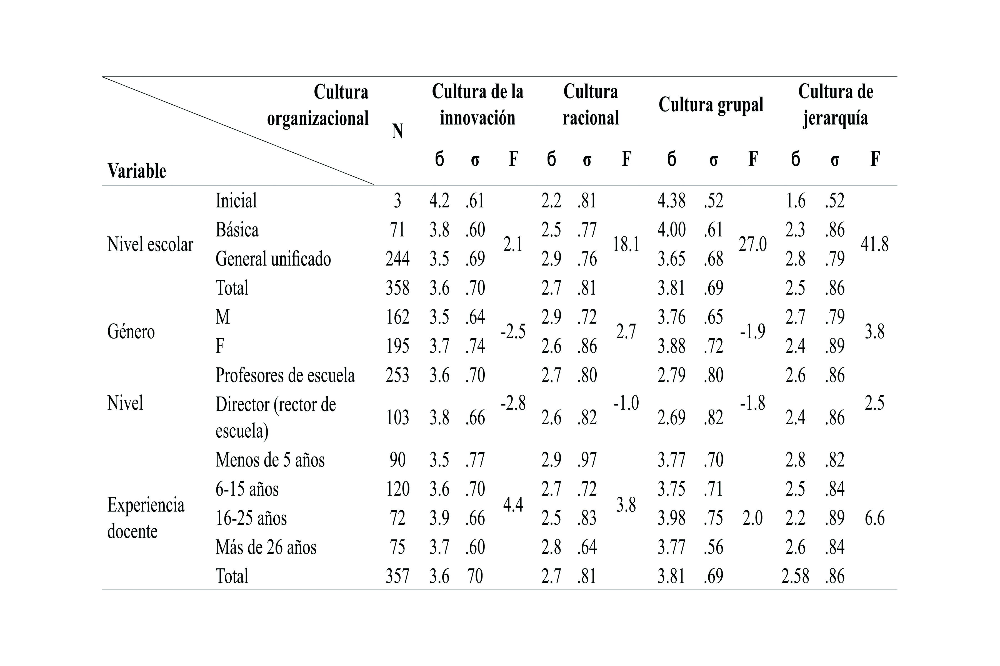 Cultura organizacional N Cultura de la innovación Cultura racional Cultura grupal Cultura de jerarquía
Variable б σ F б σ F б σ F б σ F
Inicial 3 4.2 .61 2.2 .81 4.38 .52 1.6 .52
Básica 71 3.8 .60 2.5 .77 4.00 .61 2.3 .86
Nivel escolar 2.1 18.1 27.0 41.8
General unificado 244 3.5 .69 2.9 .76 3.65 .68 2.8 .79
Total 358 3.6 .70 2.7 .81 3.81 .69 2.5 .86
M 162 3.5 .64 2.9 .72 3.76 .65 2.7 .79
Género -2.5 2.7 -1.9 3.8
F 195 3.7 .74 2.6 .86 3.88 .72 2.4 .89
Profesores de escuela 253 3.6 .70 2.7 .80 2.79 .80 2.6 .86
Nivel -2.8 -1.0 -1.8 2.5
Director (rector de escuela) 103 3.8 .66 2.6 .82 2.69 .82 2.4 .86
Menos de 5 años 90 3.5 .77 2.9 .97 3.77 .70 2.8 .82
6-15 años 120 3.6 .70 2.7 .72 3.75 .71 2.5 .84
Experiencia docente 4.4 3.8
16-25 años 72 3.9 .66 2.5 .83 3.98 .75 2.0 2.2 .89 6.6
Más de 26 años 75 3.7 .60 2.8 .64 3.77 .56 2.6 .84
Total 357 3.6 70 2.7 .81 3.81 .69 2.58 .86